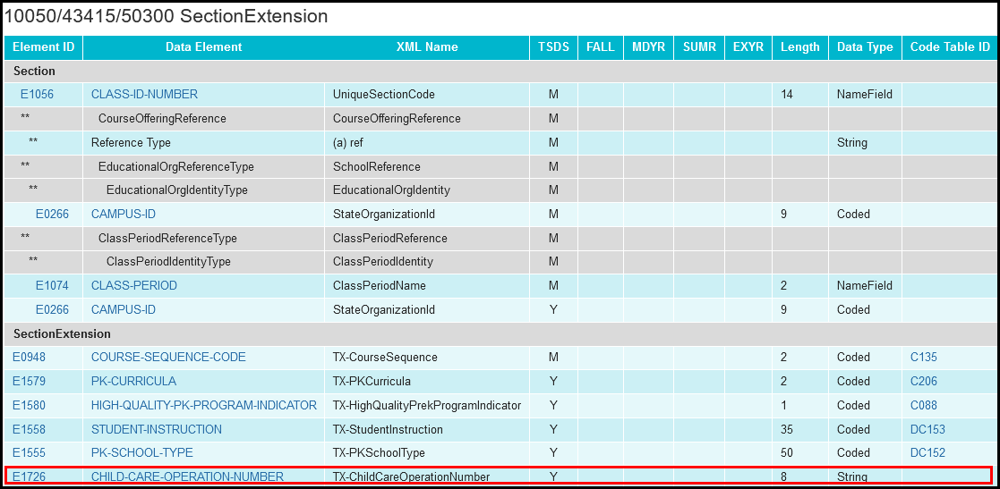 10050/43415/50300 SectionExtension
Element ID Data Element XML Name TSDS FALL MDYR SUMR EXYR Length Data Type Code Table ID
Section
E1056 CLASS-ID-NUMBER UniqueSectionCode M 14 NameField
** CourseOfferingReference CourseOfferingReference M
** Reference Type (a) ref M String
** EducationalOrgReferenceType SchoolReference M
** EducationalOrgIdentityType EducationalOrgIdentity M
E0266 CAMPUS-ID StateOrganizationId M 9 Coded
** ClassPeriodReferenceType ClassPeriodReference M
** ClassPeriodIdentityType ClassPeriodIdentity M
E1074 CLASS-PERIOD ClassPeriodName M 2 NameField
E0266 CAMPUS-ID StateOrganizationId Y 9 Coded
SectionExtension
E0948 COURSE-SEQUENCE-CODE TX-CourseSequence M 2 Coded C135
E1579 PK-CURRICULA TX-PKCurricula Y 2 Coded C206
E1580 HIGH-QUALITY-PK-PROGRAM-INDICATOR TX-HighQualityPrekProgramIndicator Y 1 Coded C088
E1558 STUDENT-INSTRUCTION TX-StudentInstruction Y 35 Coded DC153
E1555 PK-SCHOOL-TYPE TX-PKSchoolType Y 50 Coded DC152
E1726 CHILD-CARE-OPERATION-NUMBER TX-ChildCareOperationNumber Y 8 String